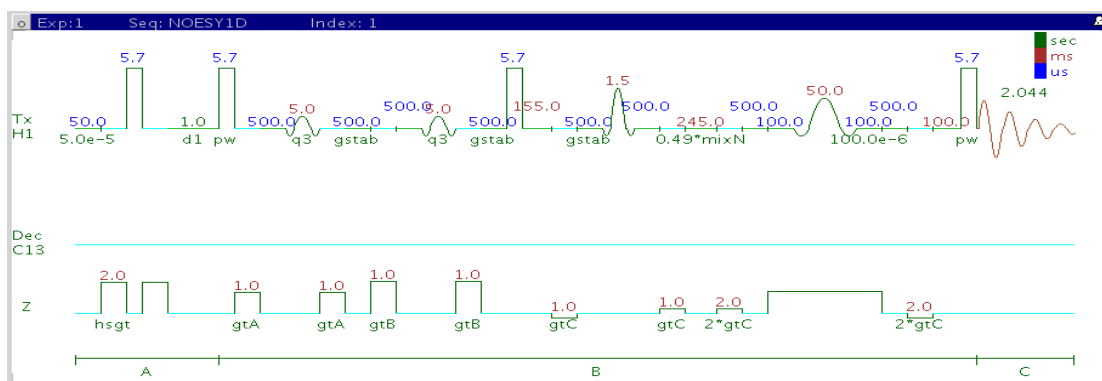 Exp:1 Seq: NOESY1D Index: 1
sec
ms
us
5.7 5.7 5.7 1.5 50.0 5.7
2.044
Tx
H1
50.0 1.0 500.0 5.0 500.0 500.0 5.0 500.0 155.0 500.0 500.0 500.0 245.0 500.0 100.0 100.0 500.0 100.0
5.0e-5 d1 pw q3 gstab q3 gstab gstab 0.49*mixN 100.0e-6 pw
Dec
C13
Z
2.0 1.0 1.0 1.0 1.0 1.0 1.0 2.0 2.0
hsgt gtA gtA gtB gtB gtC gtC 2*gtC 2*gtC
A B C